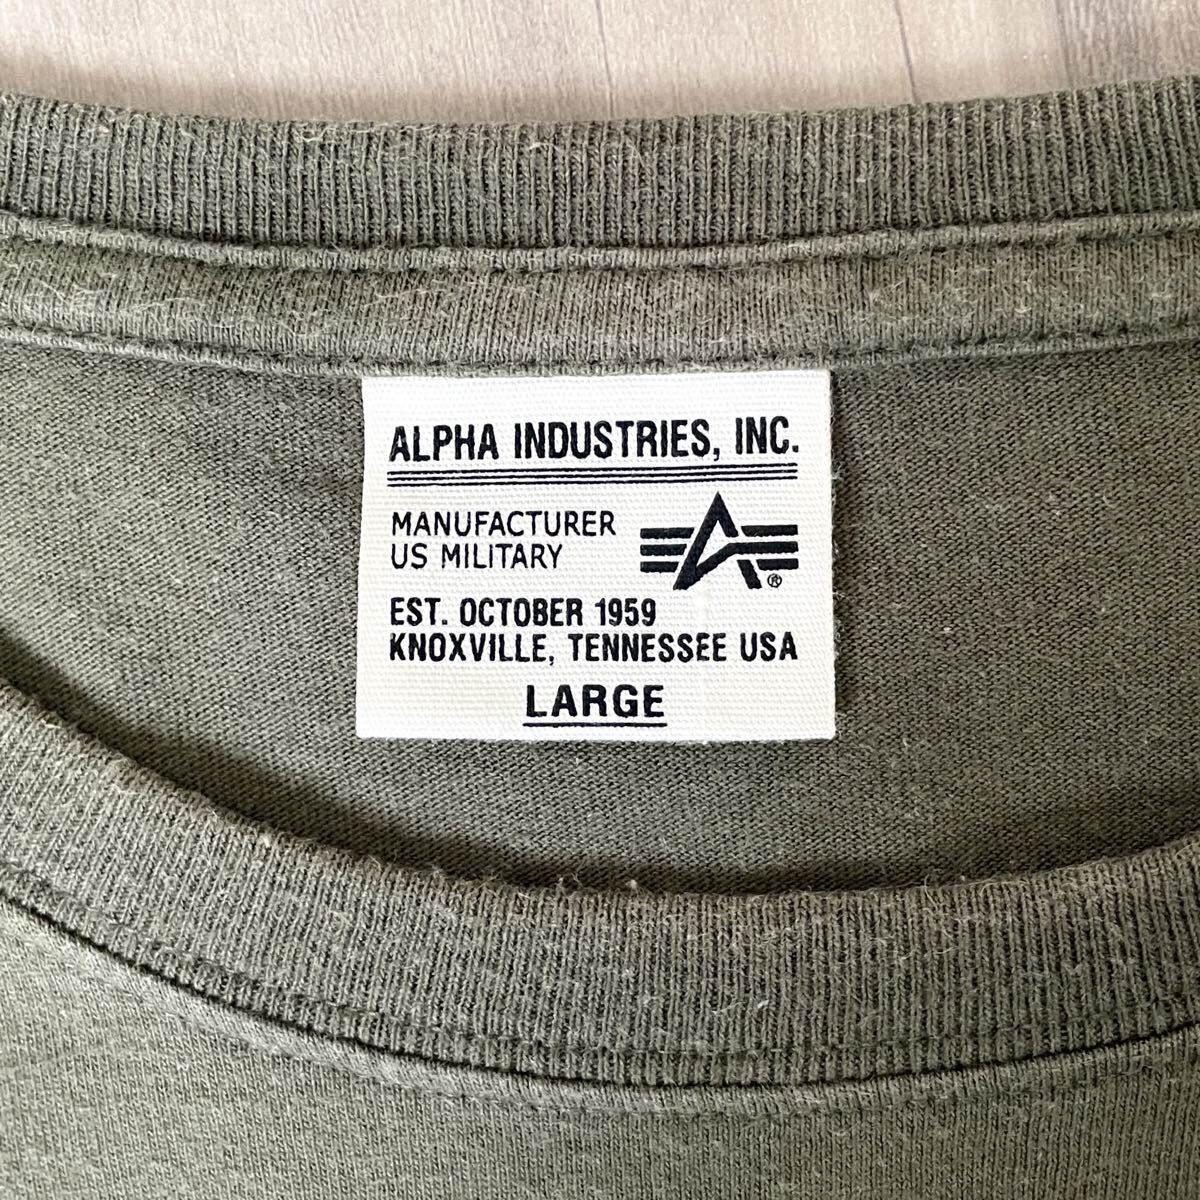 ALPHA INDUSTRIES, INC.
MANUFACTURER
US MILITARY
®
EST. OCTOBER 1959
KNOXVILLE, TENNESSEE USA
LARGE